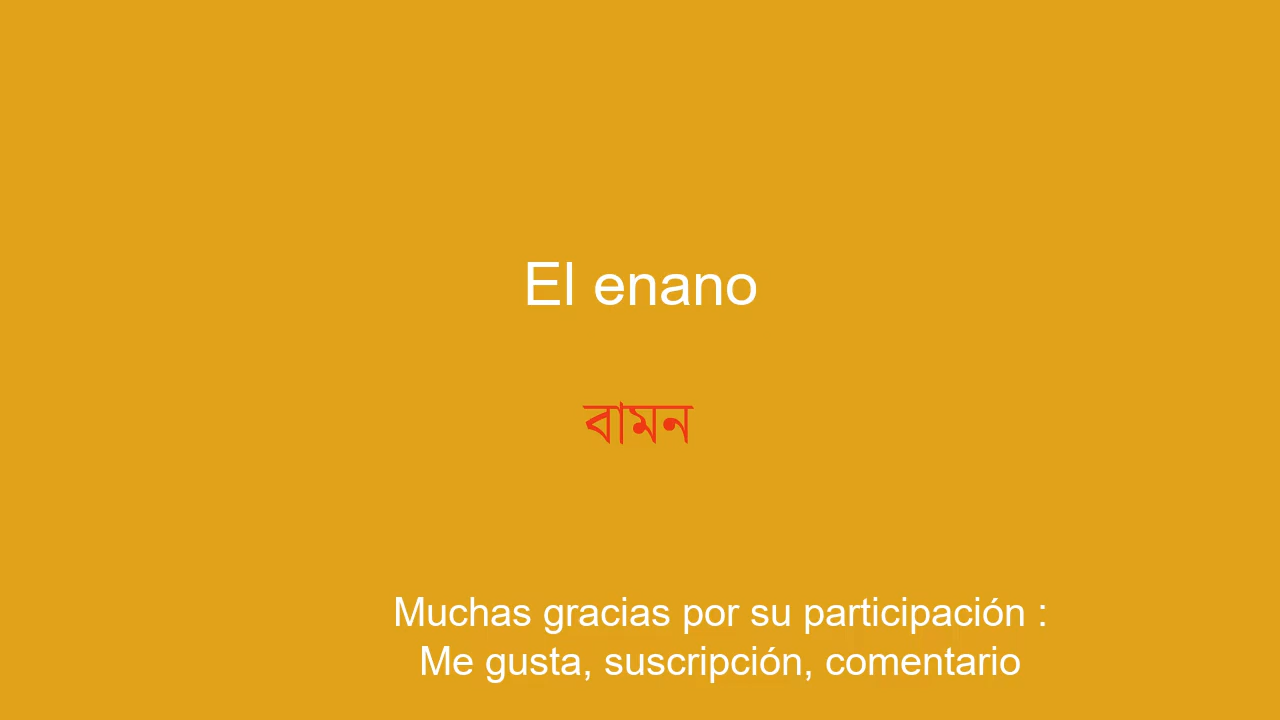 El enano
বামন
Muchas gracias por su participación :
Me gusta, suscripción, comentario